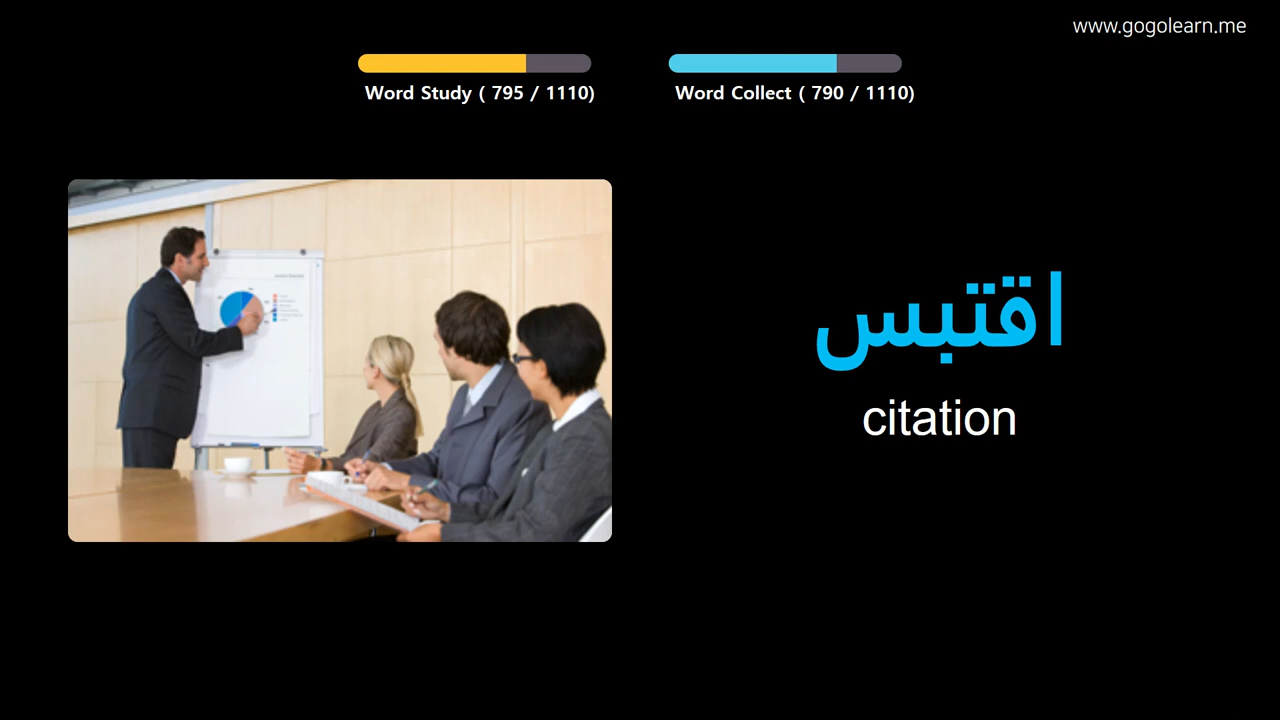 www.gogolearn.me
Word Study ( 795 / 1110)
Word Collect ( 790 / 1110)
اقتبس
citation